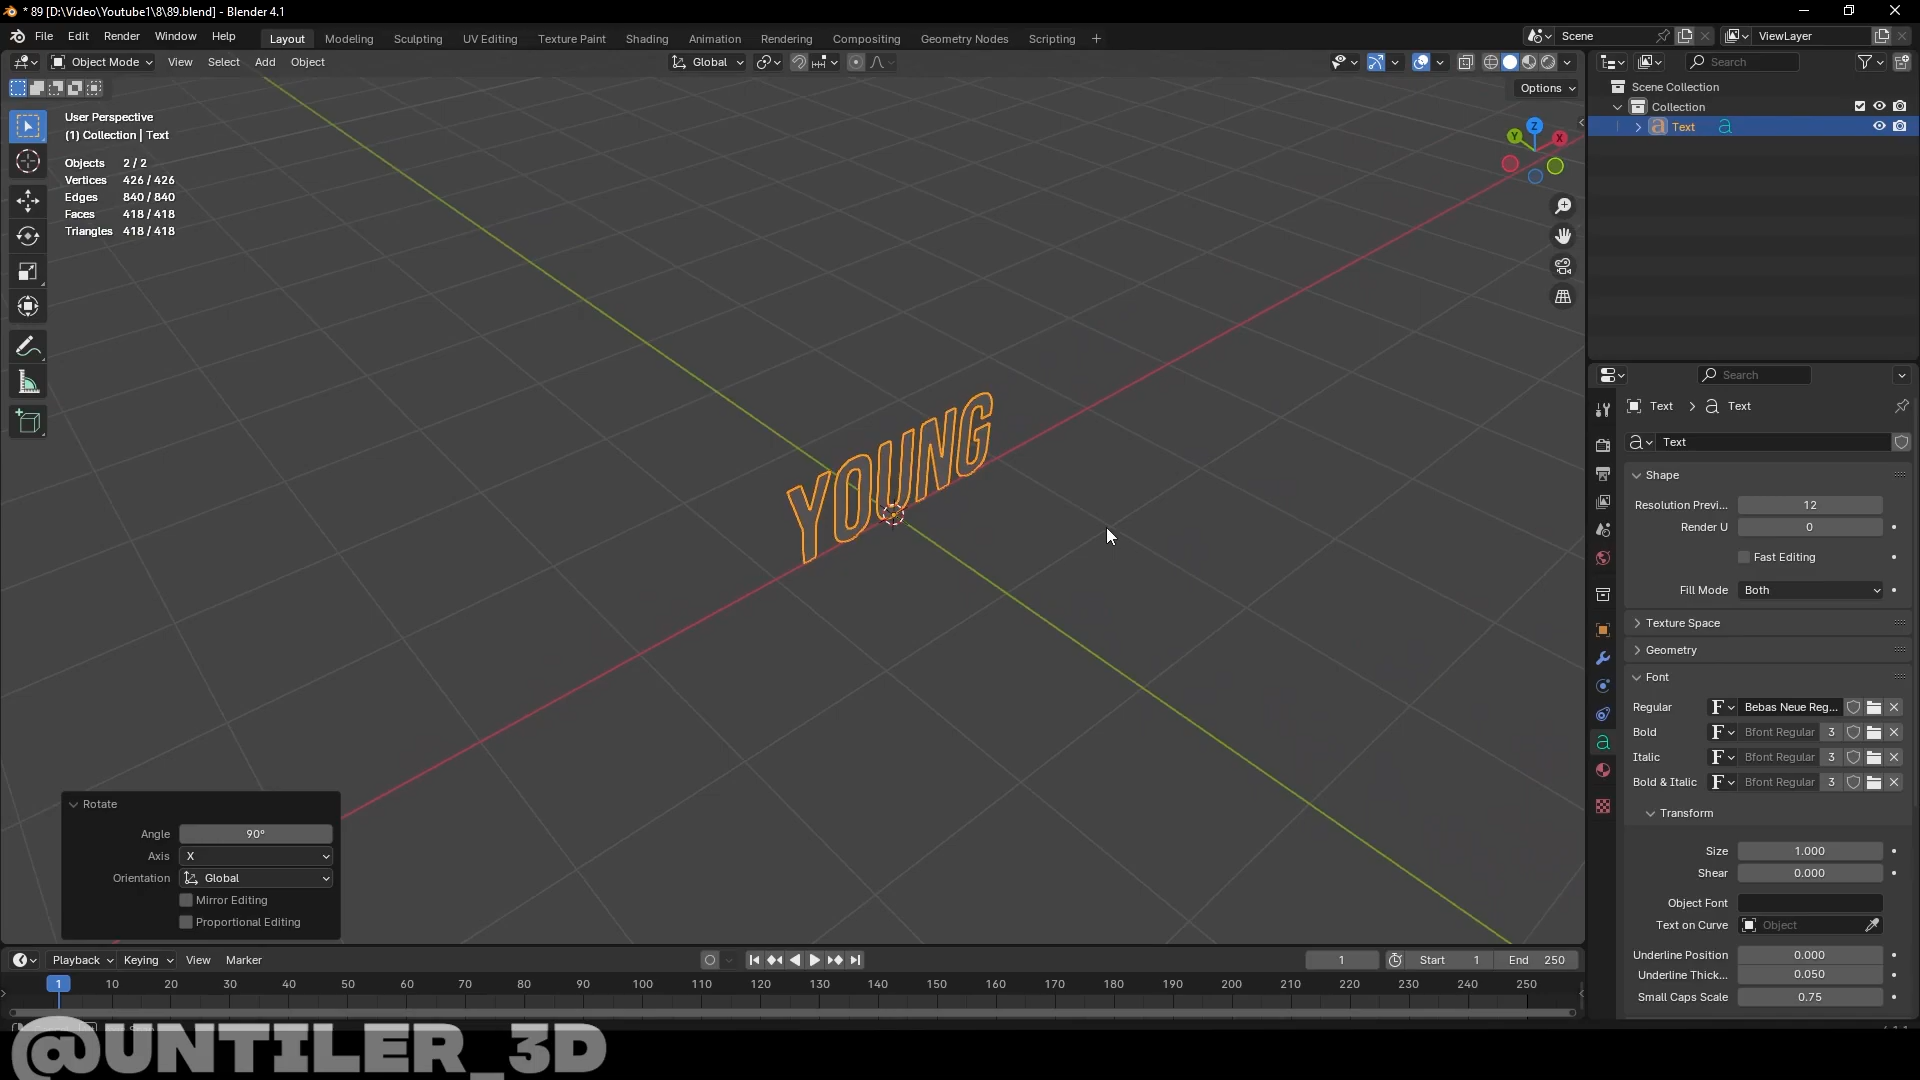 * 89 [D:\Video\Youtube1\8\89.blend] - Blender 4.1
File Edit Render Window Help Layout Modeling Sculpting UV Editing Texture Paint Shading Animation Rendering Compositing Geometry Nodes Scripting + Scene ViewLayer
Object Mode View Select Add Object Global Search
Options
User Perspective
(1) Collection | Text
Objects 2 / 2
Vertices 426 / 426
Edges 840 / 840
Faces 418 / 418
Triangles 418 / 418
Z
Y
X
YOUNG
Scene Collection
Collection
Text
Search
Text > Text
Text
Shape
Resolution Previ... 12
Render U 0
Fast Editing
Fill Mode Both
Texture Space
Geometry
Font
Regular Bebas Neue Reg...
Bold Bfont Regular 3
Italic Bfont Regular 3
Bold & Italic Bfont Regular 3
Transform
Size 1.000
Shear 0.000
Object Font
Text on Curve Object
Underline Position 0.000
Underline Thick... 0.050
Small Caps Scale 0.75
Rotate
Angle 90°
Axis X
Orientation Global
Mirror Editing
Proportional Editing
Playback Keying View Marker 1 Start 1 End 250
1 10 20 30 40 50 60 70 80 90 100 110 120 130 140 150 160 170 180 190 200 210 220 230 240 250
@UNTILER_3D